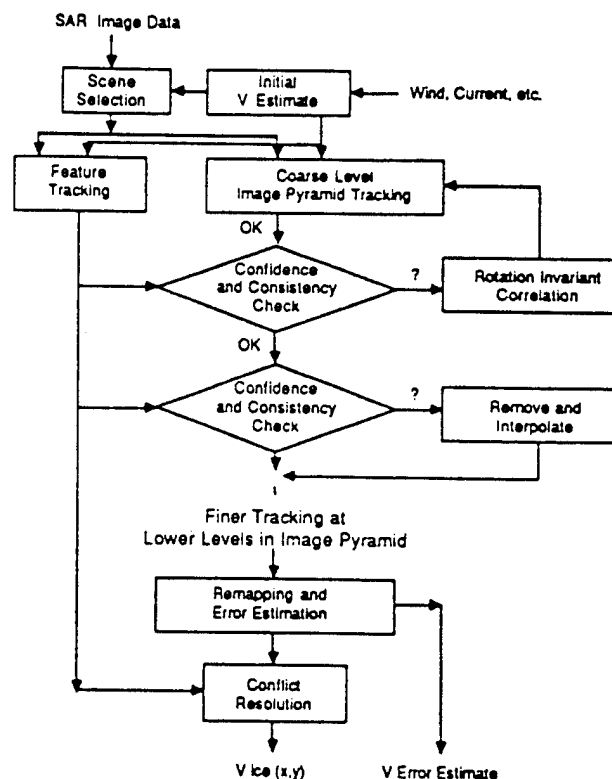 SAR Image Data
Scene
Selection
Initial
V Estimate
Wind, Current, etc.
Feature
Tracking
Coarse Level
Image Pyramid Tracking
OK
Confidence
and Consistency
Check
?
Rotation Invariant
Correlation
OK
Confidence
and Consistency
Check
?
Remove and
Interpolate
Finer Tracking at
Lower Levels in Image Pyramid
Remapping and
Error Estimation
Conflict
Resolution
V ice (x,y)
V Error Estimate